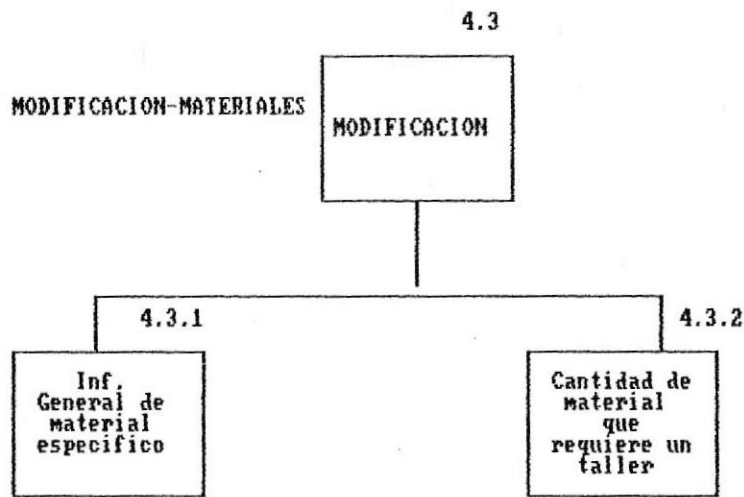 4.3
MODIFICACION-MATERIALES
MODIFICACION
4.3.1
Inf.
General de
material
especifico
4.3.2
Cantidad de
material
que
requiere un
taller